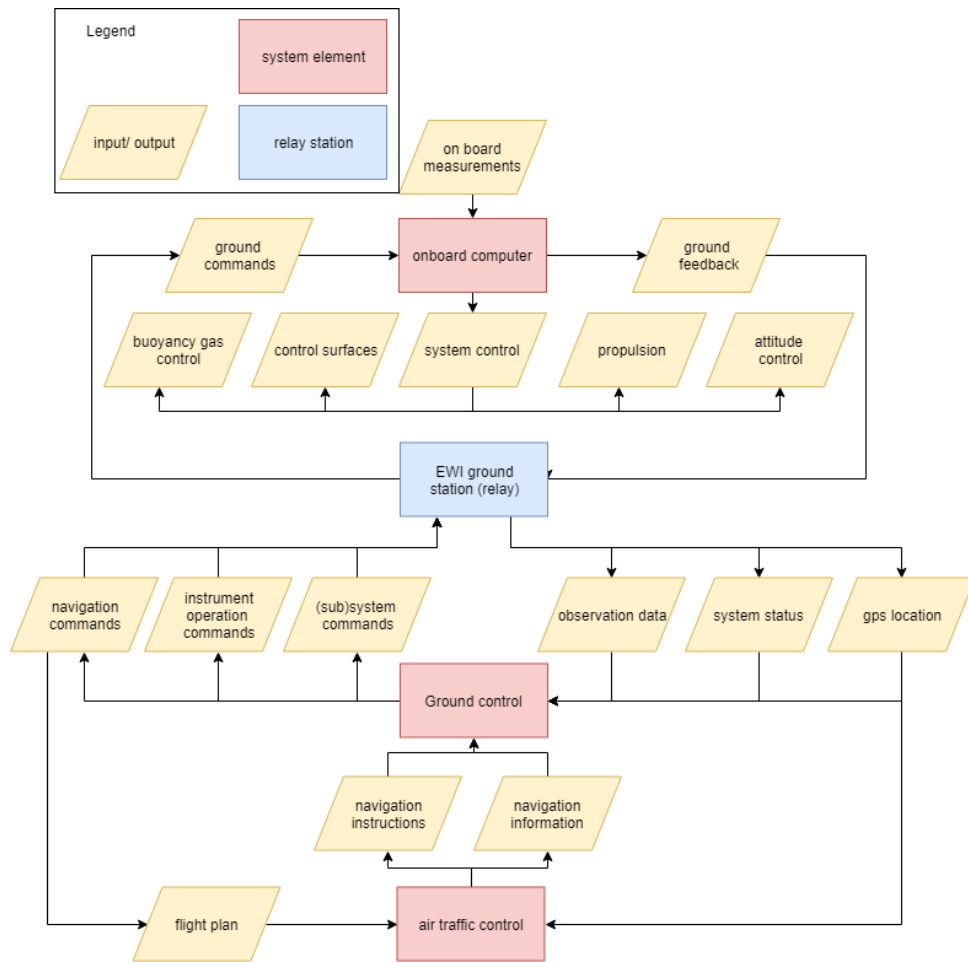 Legend
system element
input/ output
relay station
on board
measurements
ground
commands
onboard computer
ground
feedback
buoyancy gas
control
control surfaces
system control
propulsion
attitude
control
EWI ground
station (relay)
navigation
commands
instrument
operation
commands
(sub)system
commands
observation data
system status
gps location
Ground control
navigation
instructions
navigation
information
flight plan
air traffic control